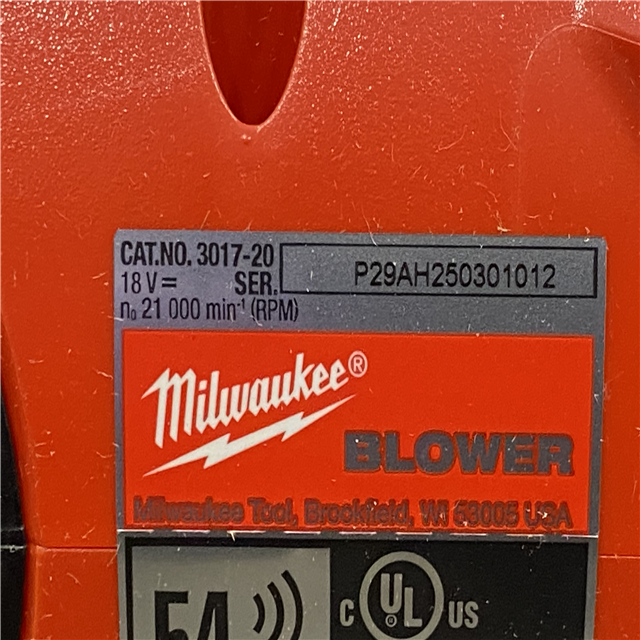 CAT.NO. 3017-20
18 V⎓ SER. P29AH250301012
n₀ 21 000 min⁻¹ (RPM)
Milwaukee®
BLOWER
Milwaukee Tool, Brookfield, WI 53005 USA
54
C UL US